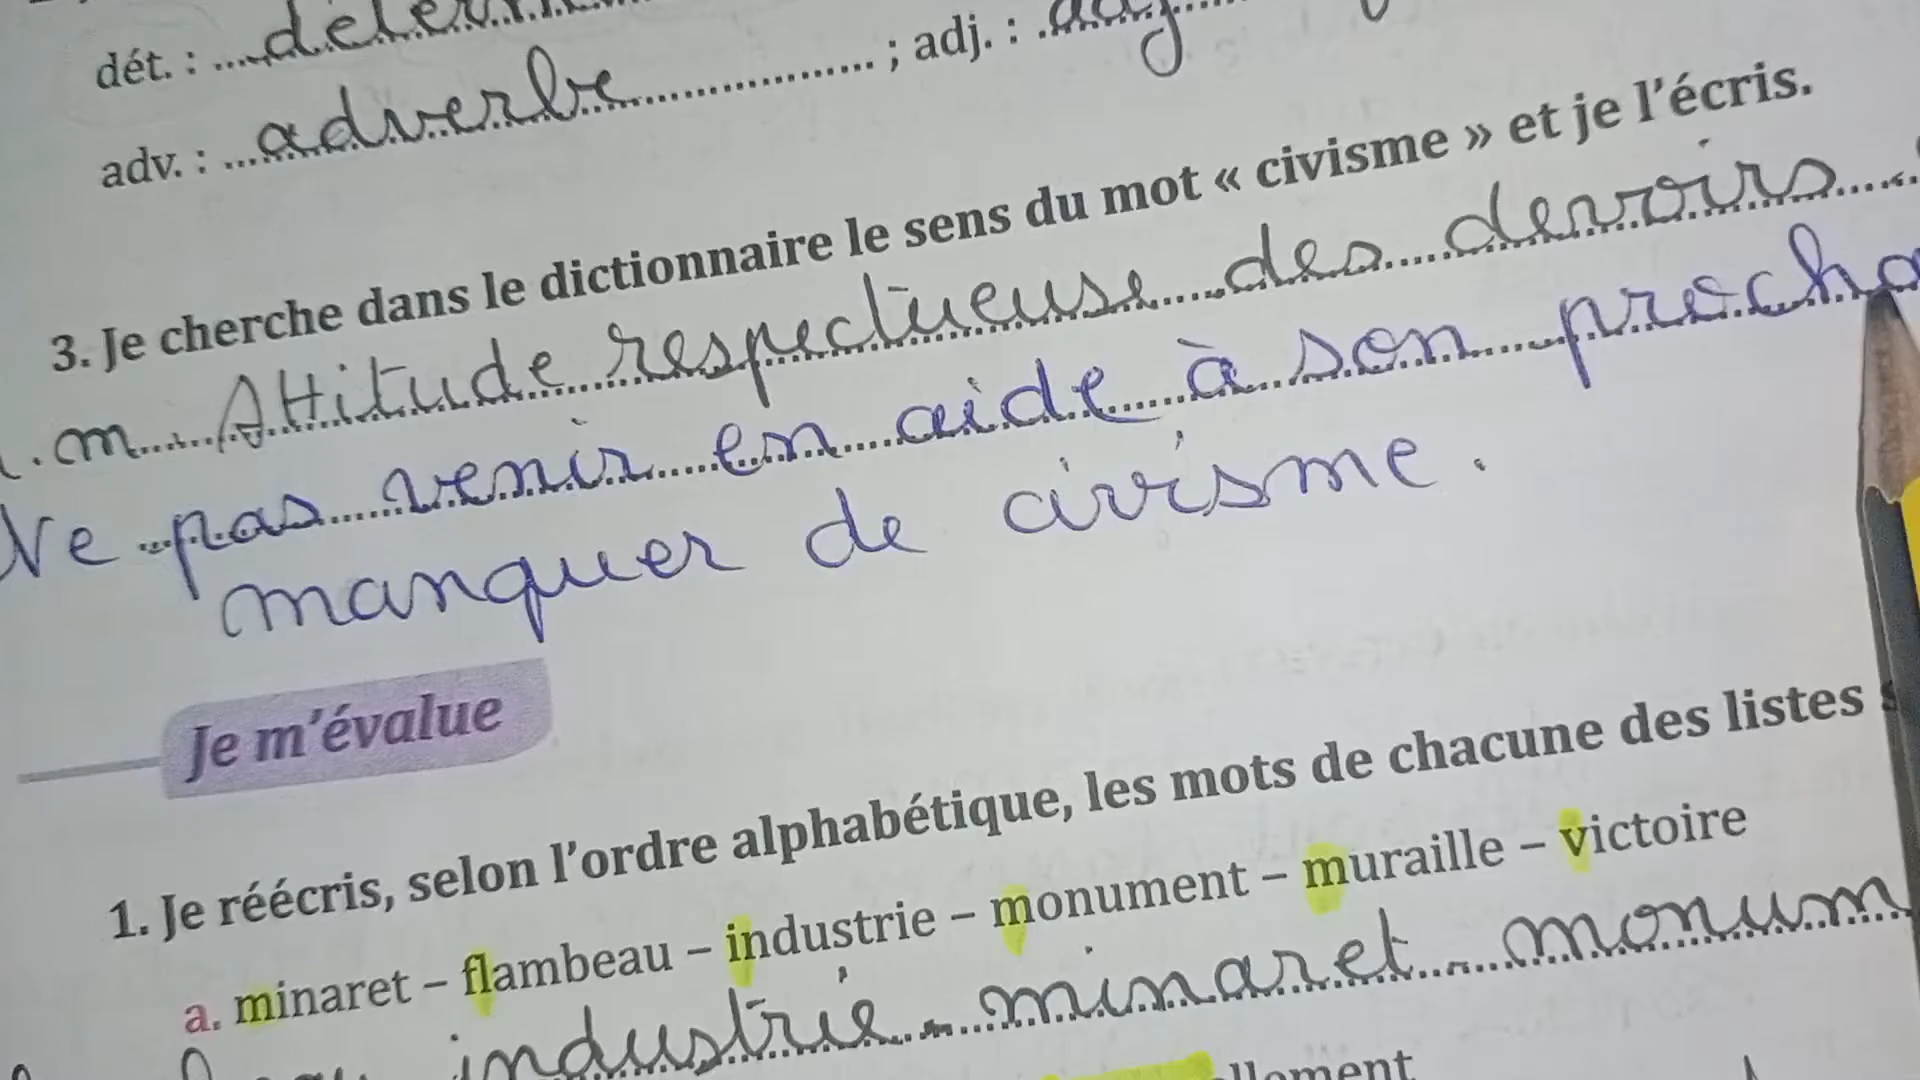 dét. :
adv. : adverbe ; adj. :
3. Je cherche dans le dictionnaire le sens du mot « civisme » et je l'écris.
m. Attitude respectueuse des devoirs
Ne pas venir en aide à son
manquer de civisme.
Je m'évalue
1. Je réécris, selon l'ordre alphabétique, les mots de chacune des listes
a. minaret – flambeau – industrie – monument – muraille – victoire
industrie - minaret - monum